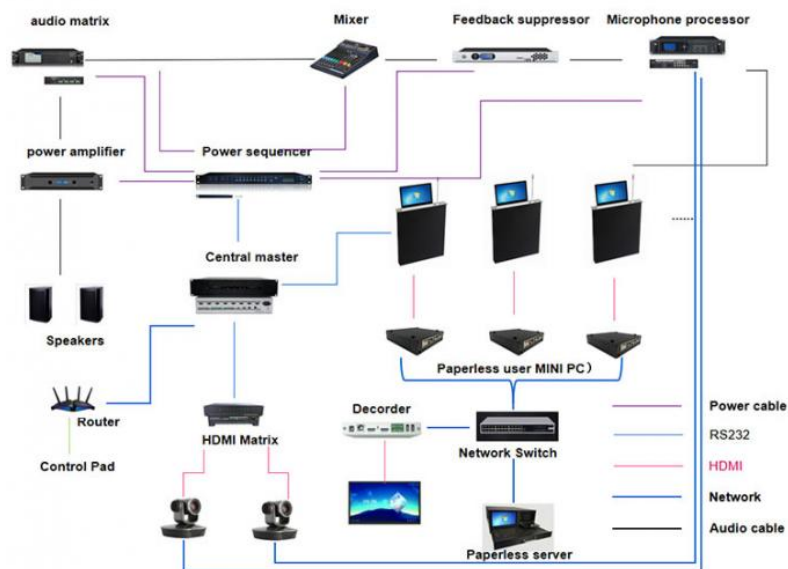 audio matrix
Mixer
Feedback suppressor
Microphone processor
power amplifier
Power sequencer
Central master
Speakers
Paperless user MINI PC）
Router
HDMI Matrix
Decorder
Network Switch
Control Pad
Paperless server
Power cable
RS232
HDMI
Network
Audio cable